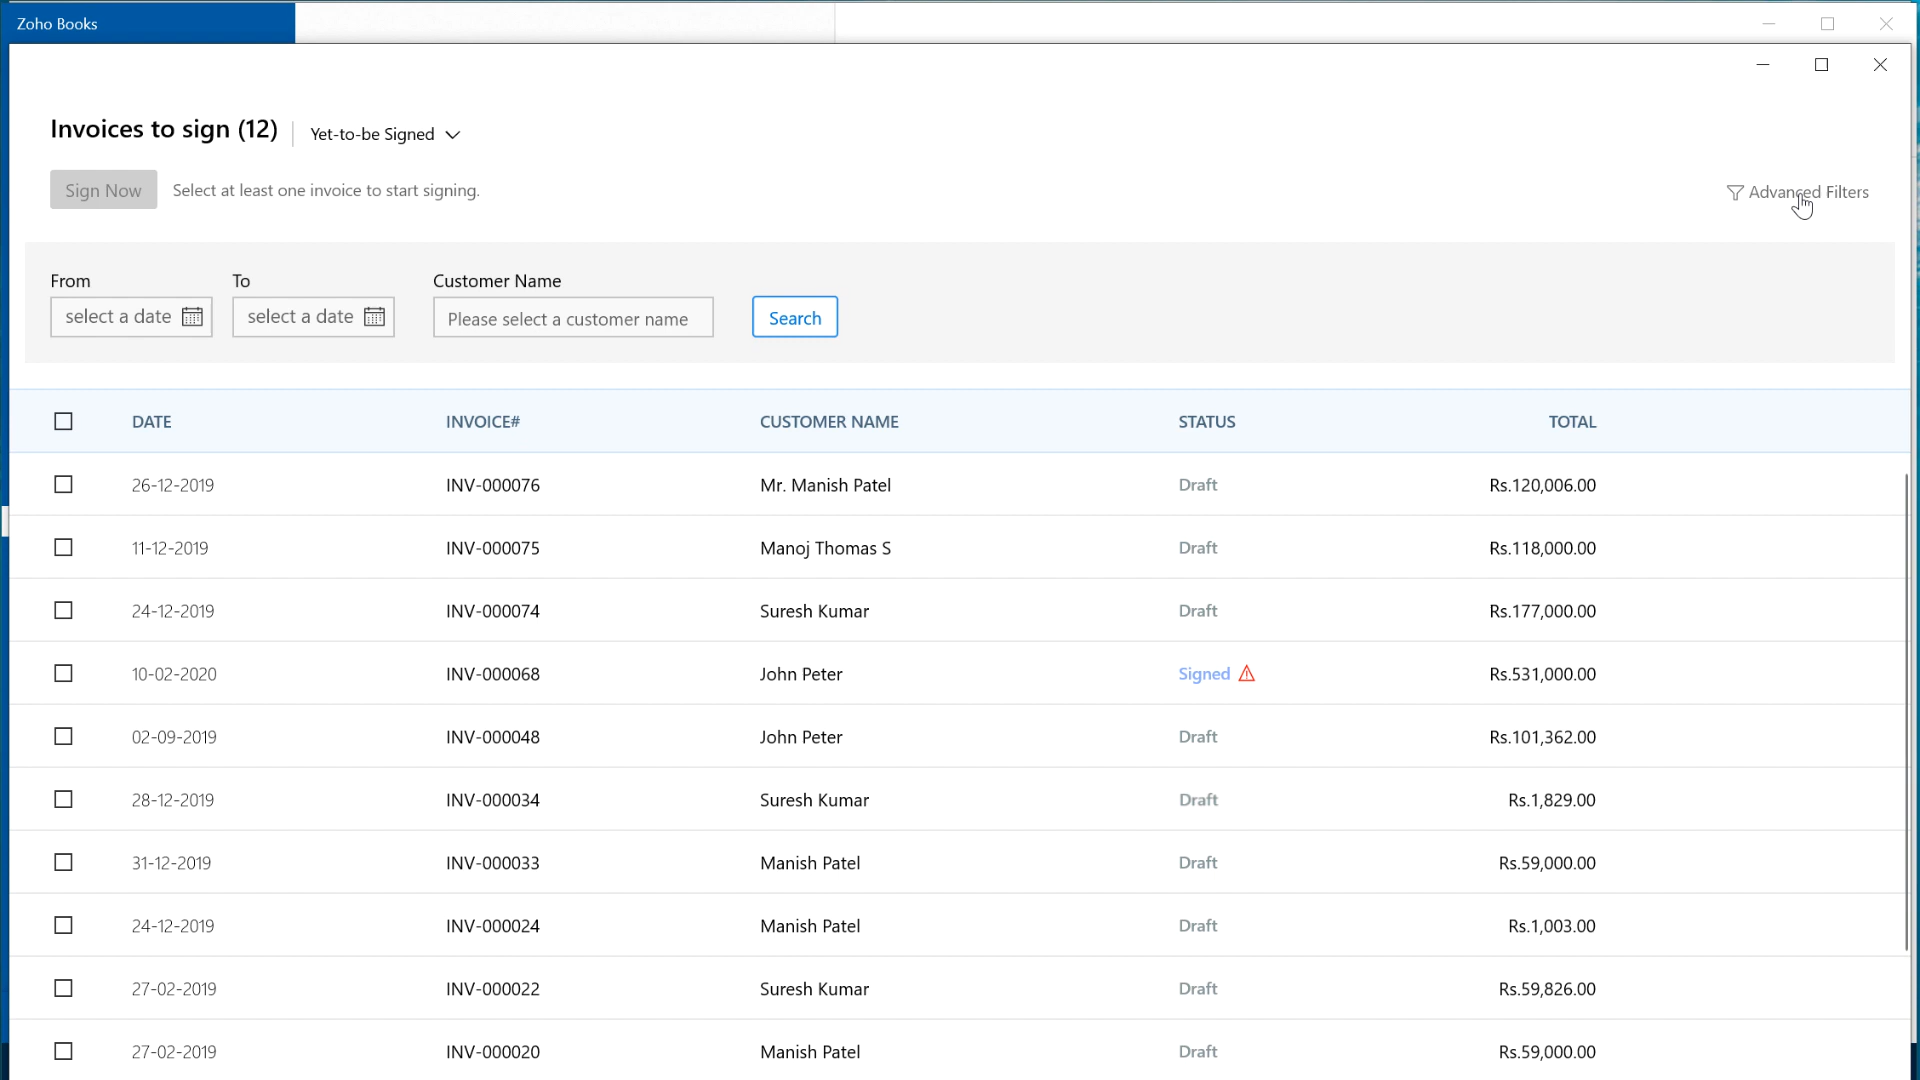 Zoho Books
Invoices to sign (12)
Yet-to-be Signed
Sign Now
Select at least one invoice to start signing.
Advanced Filters
From
To
Customer Name
select a date
select a date
Please select a customer name
Search
DATE INVOICE# CUSTOMER NAME STATUS TOTAL
26-12-2019 INV-000076 Mr. Manish Patel Draft Rs.120,006.00
11-12-2019 INV-000075 Manoj Thomas S Draft Rs.118,000.00
24-12-2019 INV-000074 Suresh Kumar Draft Rs.177,000.00
10-02-2020 INV-000068 John Peter Signed Rs.531,000.00
02-09-2019 INV-000048 John Peter Draft Rs.101,362.00
28-12-2019 INV-000034 Suresh Kumar Draft Rs.1,829.00
31-12-2019 INV-000033 Manish Patel Draft Rs.59,000.00
24-12-2019 INV-000024 Manish Patel Draft Rs.1,003.00
27-02-2019 INV-000022 Suresh Kumar Draft Rs.59,826.00
27-02-2019 INV-000020 Manish Patel Draft Rs.59,000.00